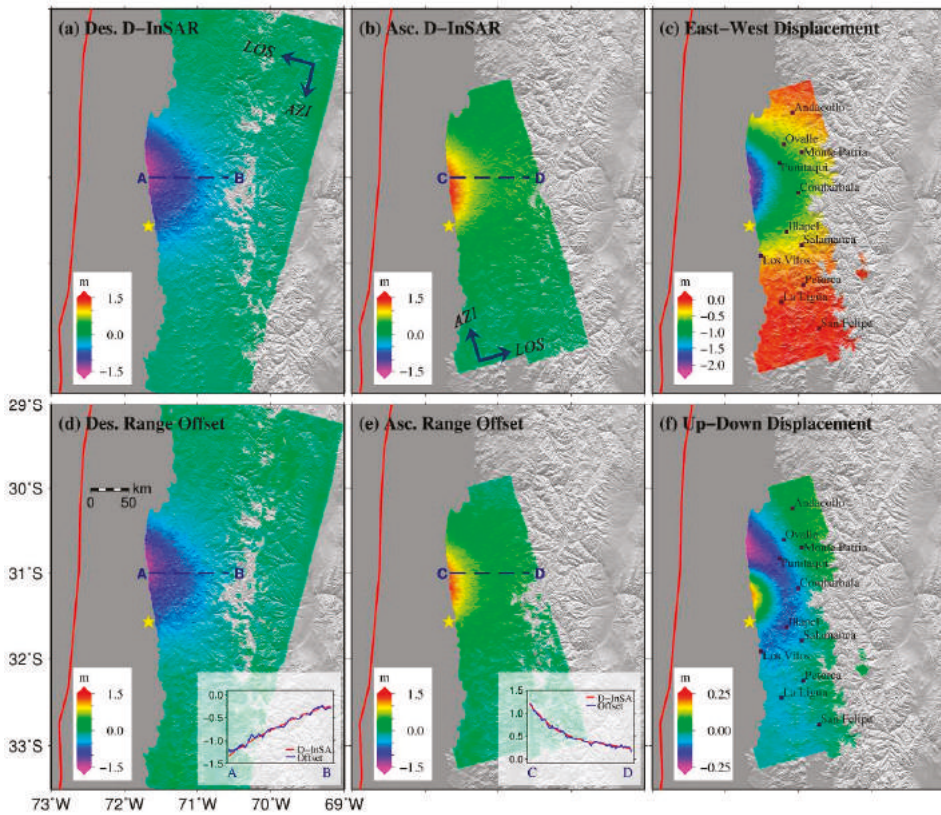 (a) Des. D-InSAR
LOS
AZI
A
B
m
1.5
0.0
-1.5
(b) Asc. D-InSAR
C
D
AZI
LOS
m
1.5
0.0
-1.5
(c) East-West Displacement
Andacollo
Ovalle
Monte Patria
Punitaqui
Combarbala
Illapel
Salamanca
Los Vilos
Petorca
La Ligua
San Felipe
m
0.0
-0.5
-1.0
-1.5
-2.0
29°S
30°S
31°S
32°S
33°S
(d) Des. Range Offset
km
0 50
A
B
m
1.5
0.0
-1.5
0.0
-0.5
-1.0
-1.5
D-InSA
Offset
A
B
73°W
72°W
71°W
70°W
69°W
(e) Asc. Range Offset
C
D
m
1.5
0.0
-1.5
1.5
1.0
0.5
0.0
D-InSA
Offset
C
D
(f) Up-Down Displacement
Andacollo
Ovalle
Monte Patria
Punitaqui
Combarbala
Illapel
Salamanca
Los Vilos
Petorca
La Ligua
San Felipe
m
0.25
0.00
-0.25